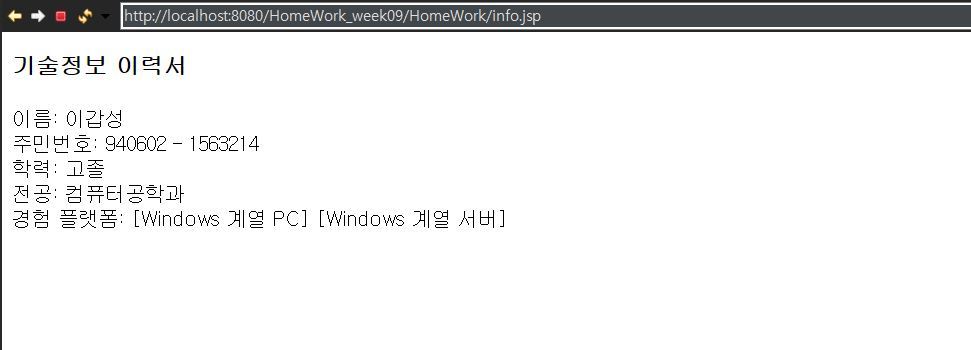 http://localhost:8080/HomeWork_week09/HomeWork/info.jsp
기술정보 이력서
이름: 이갑성
주민번호: 940602 - 1563214
학력: 고졸
전공: 컴퓨터공학과
경험 플랫폼: [Windows 계열 PC] [Windows 계열 서버]